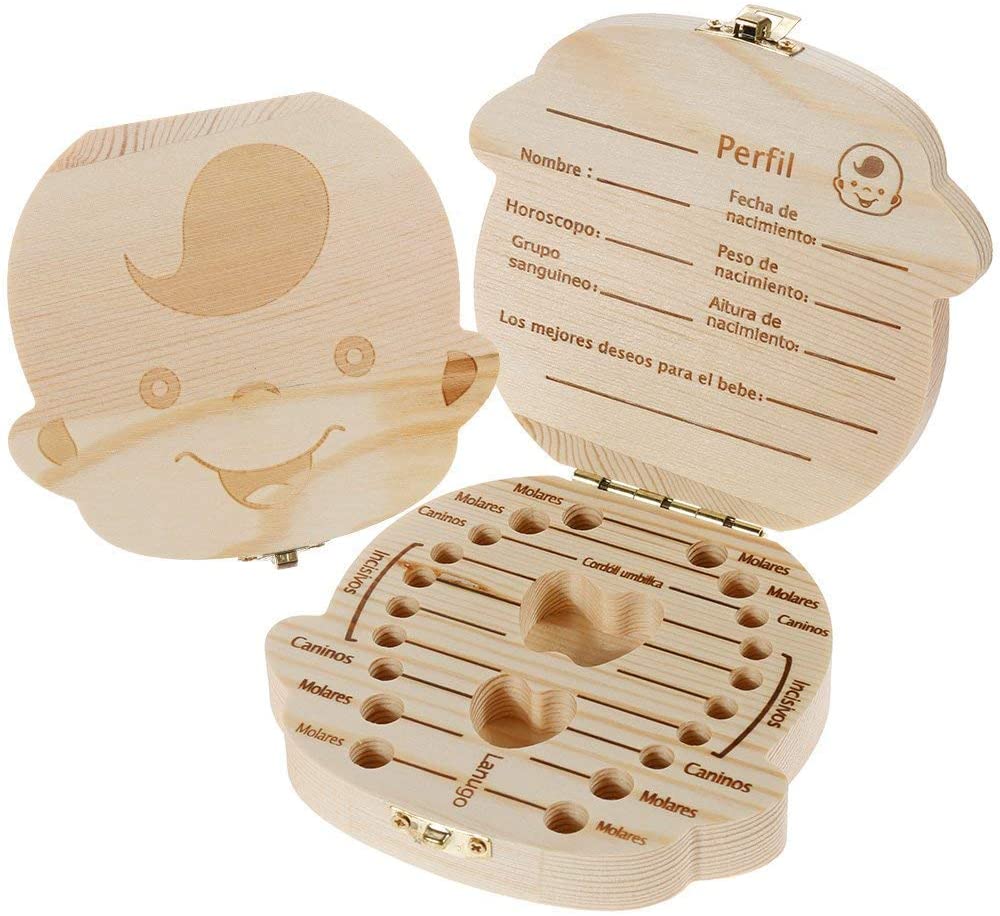 Perfil
Nombre :
Fecha de
nacimiento:
Horoscopo:
Peso de
nacimiento:
Grupo
sanguineo:
Altura de
nacimiento:
Los mejores deseos para el bebe:
Molares
Molares
Caninos
Incisivos
Caninos
Molares
Molares
Cordóll umbilica
Lanugo
Molares
Molares
Caninos
Incisivos
Caninos
Molares
Molares